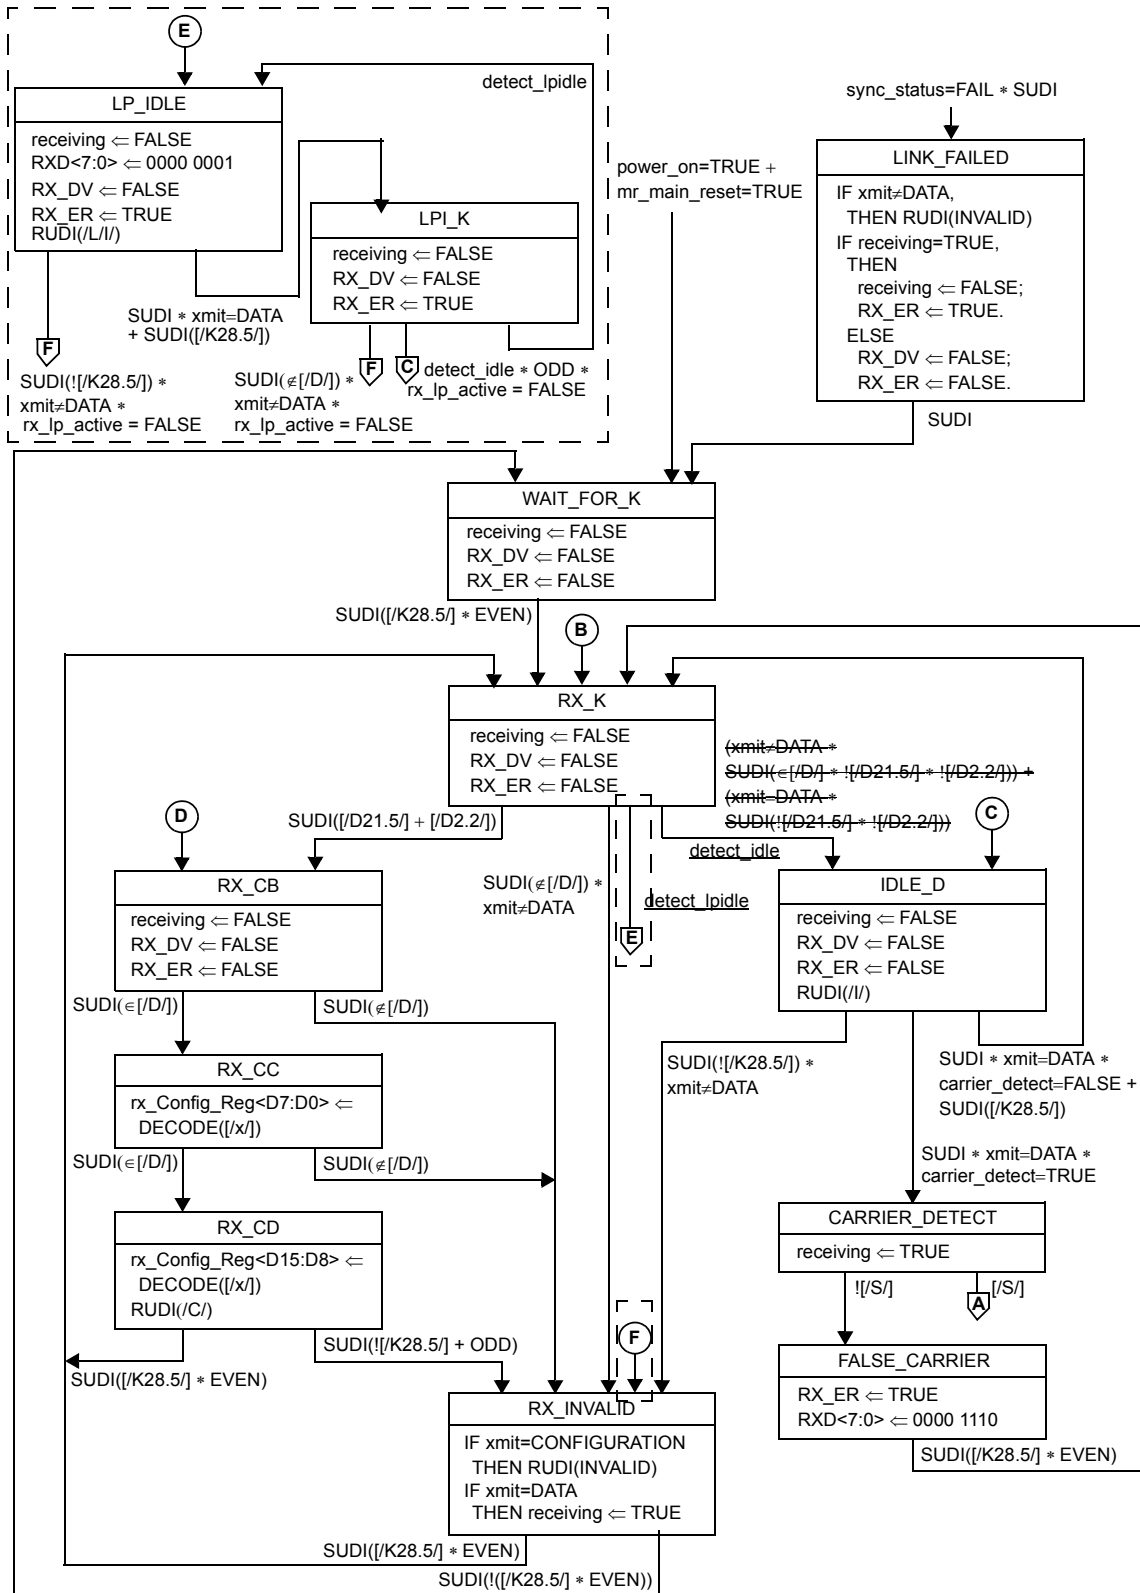 E
detect_lpidle
LP_IDLE
receiving ⇐ FALSE
RXD<7:0> ⇐ 0000 0001
RX_DV ⇐ FALSE
RX_ER ⇐ TRUE
RUDI(/L/I/)
LPI_K
receiving ⇐ FALSE
RX_DV ⇐ FALSE
RX_ER ⇐ TRUE
SUDI ∗ xmit=DATA
+ SUDI([/K28.5/])
F
SUDI(![/K28.5/]) ∗
xmit≠DATA ∗
rx_lp_active = FALSE
F
SUDI(∉[/D/]) ∗
xmit≠DATA ∗
rx_lp_active = FALSE
C
detect_idle ∗ ODD ∗
rx_lp_active = FALSE
power_on=TRUE +
mr_main_reset=TRUE
sync_status=FAIL ∗ SUDI
LINK_FAILED
IF xmit≠DATA,
THEN RUDI(INVALID)
IF receiving=TRUE,
THEN
receiving ⇐ FALSE;
RX_ER ⇐ TRUE.
ELSE
RX_DV ⇐ FALSE;
RX_ER ⇐ FALSE.
SUDI
WAIT_FOR_K
receiving ⇐ FALSE
RX_DV ⇐ FALSE
RX_ER ⇐ FALSE
SUDI([/K28.5/] ∗ EVEN)
B
RX_K
receiving ⇐ FALSE
RX_DV ⇐ FALSE
RX_ER ⇐ FALSE
(xmit≠DATA ∗
SUDI(∈[/D/] ∗ ![/D21.5/] ∗ ![/D2.2/])) +
(xmit=DATA ∗
SUDI(![/D21.5/] ∗ ![/D2.2/]))
detect_idle
SUDI([/D21.5/] + [/D2.2/])
SUDI(∉[/D/]) ∗
xmit≠DATA
detect_lpidle
E
D
RX_CB
receiving ⇐ FALSE
RX_DV ⇐ FALSE
RX_ER ⇐ FALSE
SUDI(∈[/D/])
SUDI(∉[/D/])
RX_CC
rx_Config_Reg<D7:D0> ⇐
DECODE([/x/])
SUDI(∈[/D/])
SUDI(∉[/D/])
RX_CD
rx_Config_Reg<D15:D8> ⇐
DECODE([/x/])
RUDI(/C/)
SUDI([/K28.5/] ∗ EVEN)
SUDI(![/K28.5/] + ODD)
C
IDLE_D
receiving ⇐ FALSE
RX_DV ⇐ FALSE
RX_ER ⇐ FALSE
RUDI(/I/)
SUDI(![/K28.5/]) ∗
xmit≠DATA
SUDI ∗ xmit=DATA ∗
carrier_detect=FALSE +
SUDI([/K28.5/])
SUDI ∗ xmit=DATA ∗
carrier_detect=TRUE
CARRIER_DETECT
receiving ⇐ TRUE
![/S/]
A
[/S/]
FALSE_CARRIER
RX_ER ⇐ TRUE
RXD<7:0> ⇐ 0000 1110
SUDI([/K28.5/] ∗ EVEN)
F
RX_INVALID
IF xmit=CONFIGURATION
THEN RUDI(INVALID)
IF xmit=DATA
THEN receiving ⇐ TRUE
SUDI([/K28.5/] ∗ EVEN)
SUDI(!([/K28.5/] ∗ EVEN))